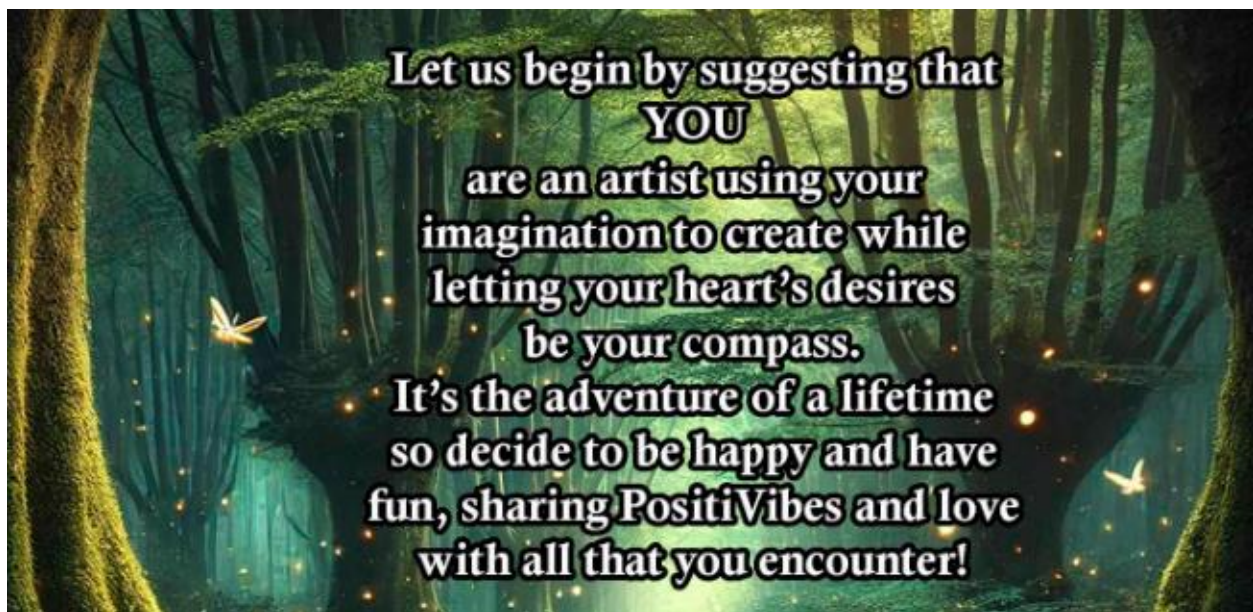 Let us begin by suggesting that
YOU
are an artist using your
imagination to create while
letting your heart’s desires
be your compass.
It’s the adventure of a lifetime
so decide to be happy and have
fun, sharing PositiVibes and love
with all that you encounter!